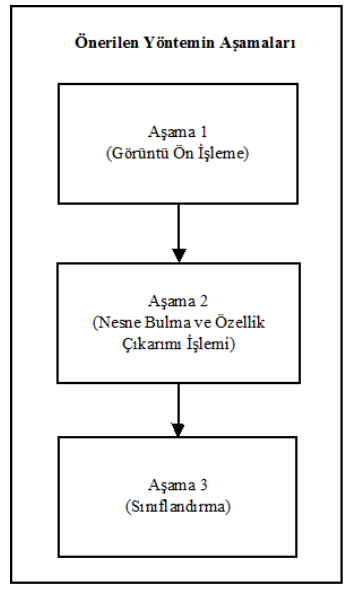 Önerilen Yöntemin Aşamaları
Aşama 1
(Görüntü Ön İşleme)
Aşama 2
(Nesne Bulma ve Özellik
Çıkarımı İşlemi)
Aşama 3
(Sınıflandırma)